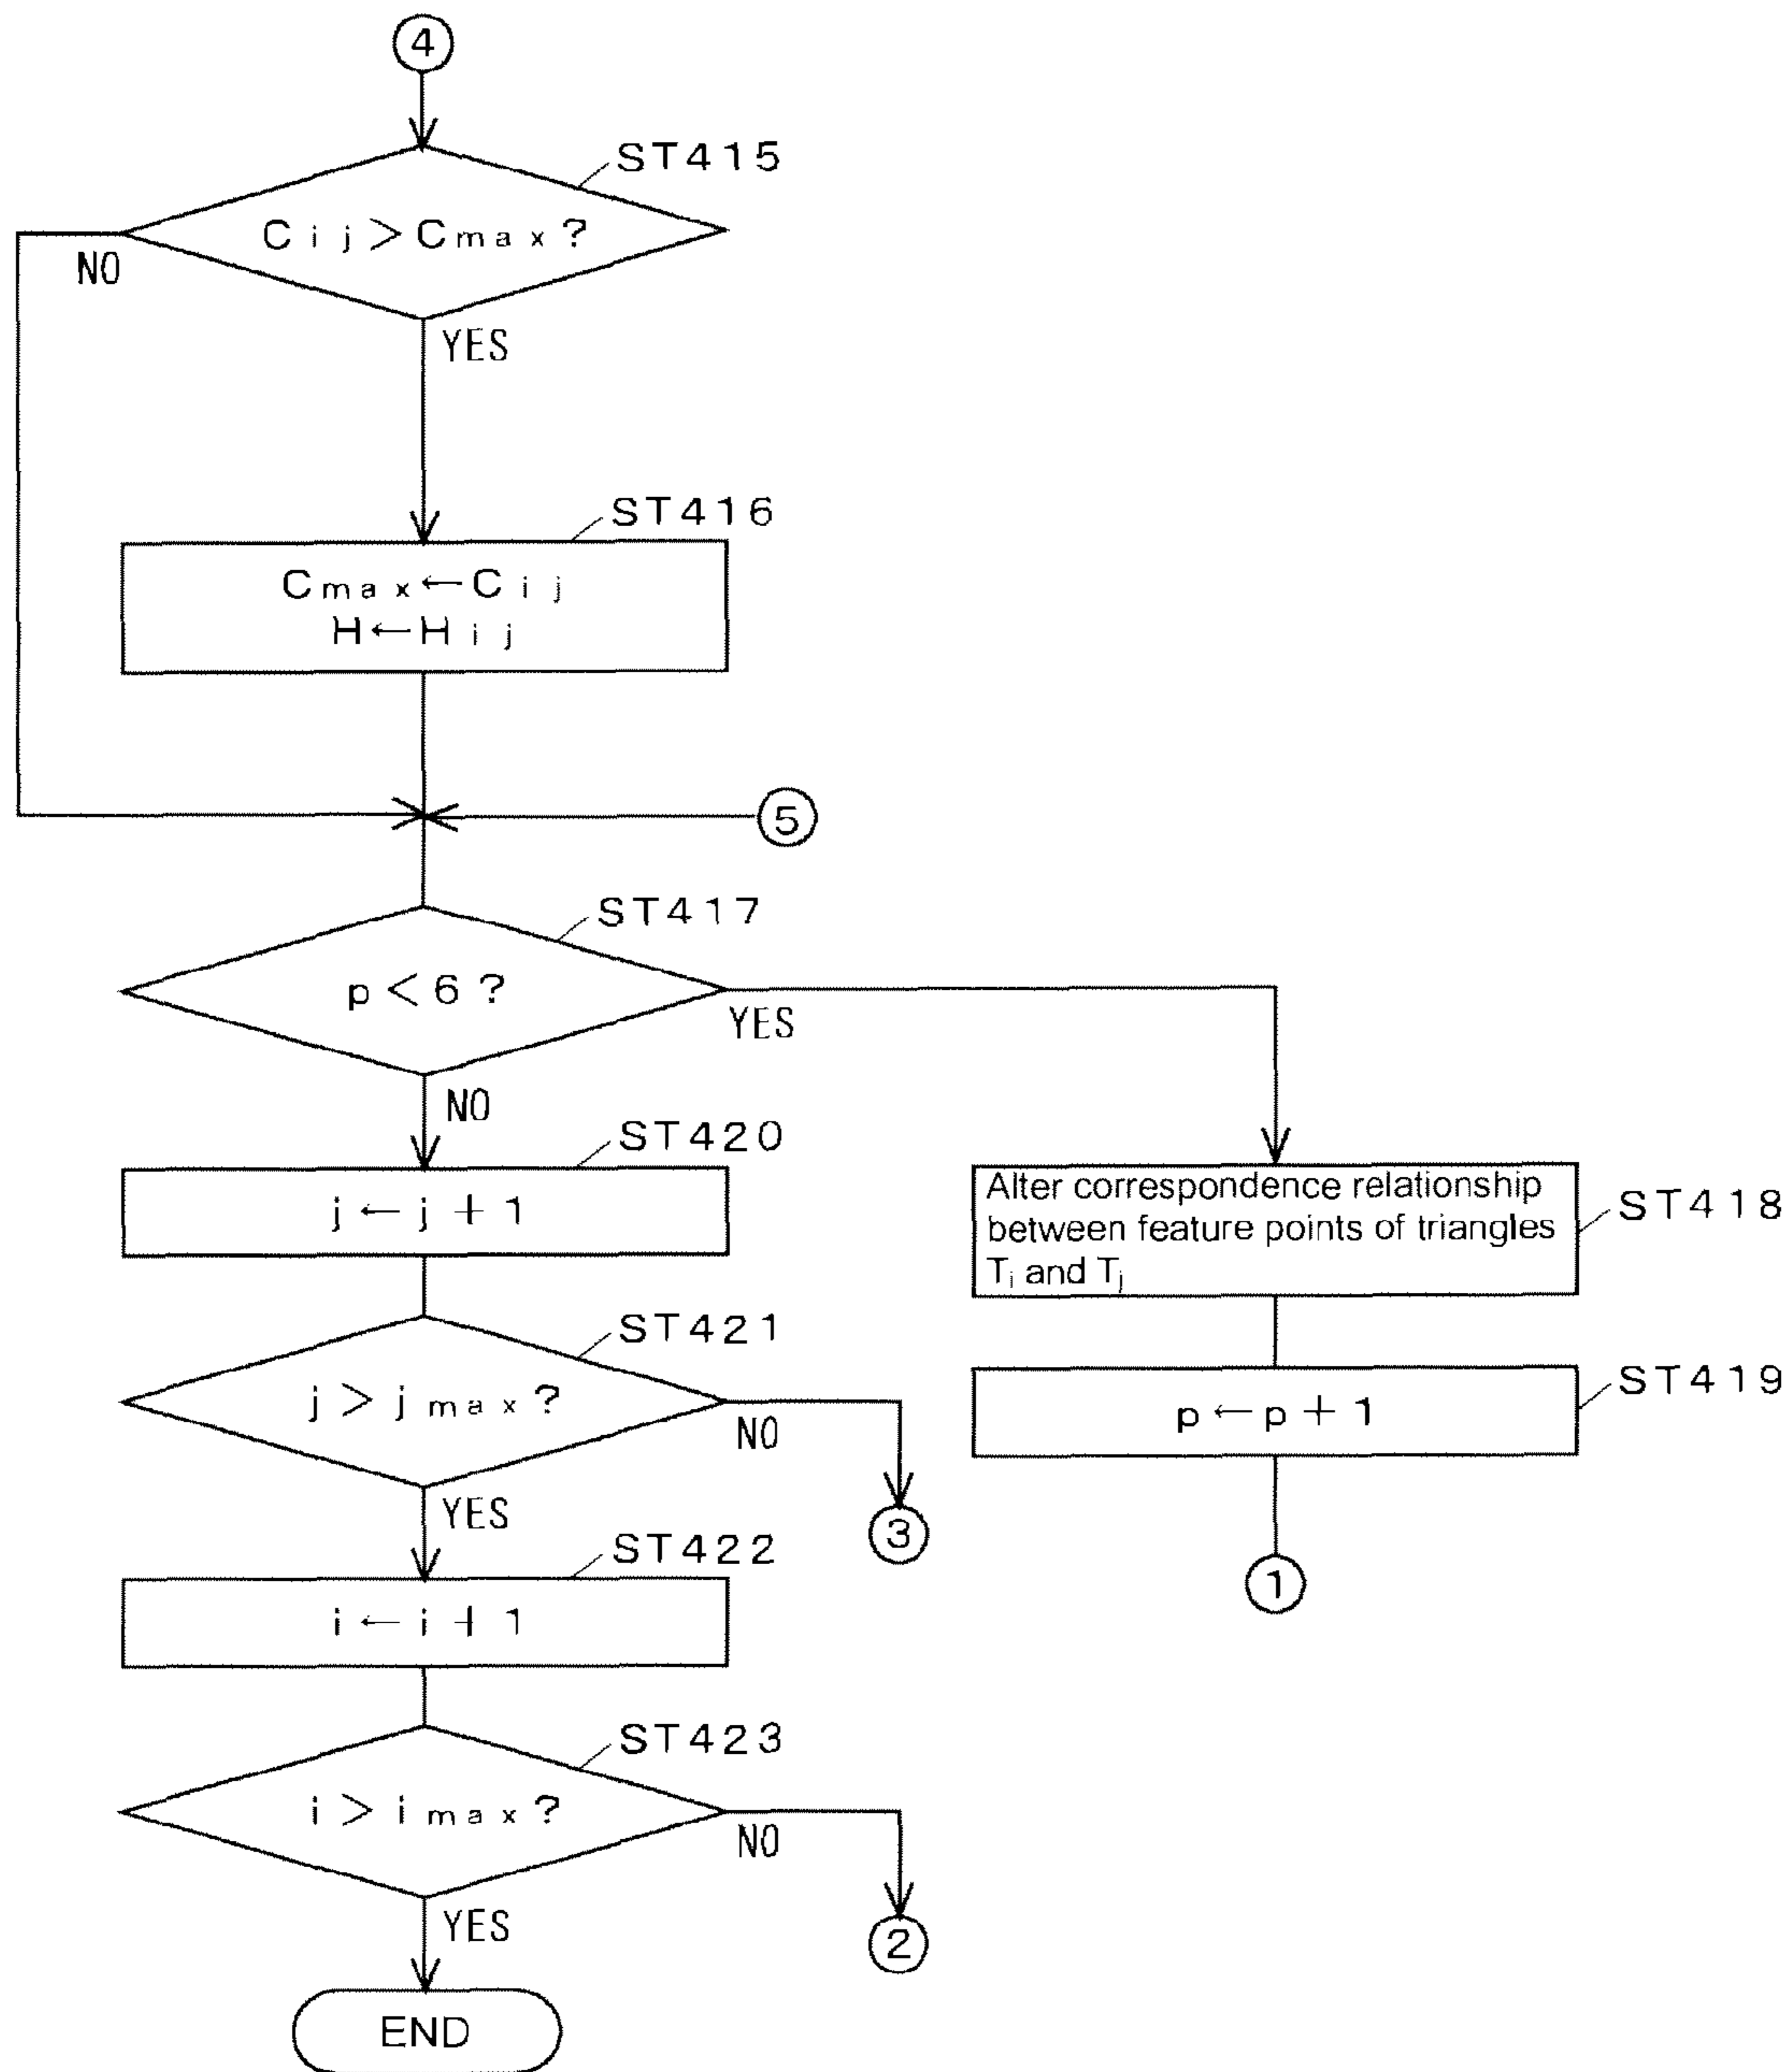 4
ST415
Cij>Cmax?
NO
YES
ST416
Cmax←Cij
H←Hij
5
ST417
p<6?
YES
NO
ST420
j←j+1
ST418
Alter correspondence relationship
between feature points of triangles
Ti and Tj
ST421
j>jmax?
NO
YES
ST419
p←p+1
3
1
ST422
i←i+1
ST423
i>imax?
NO
YES
2
END